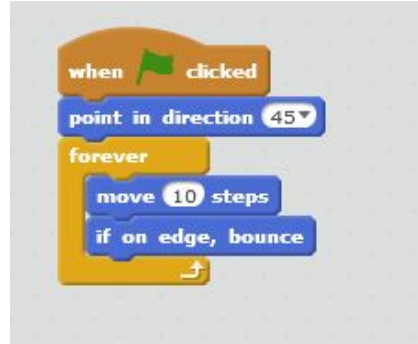 when clicked
point in direction 45
forever
move 10 steps
if on edge, bounce